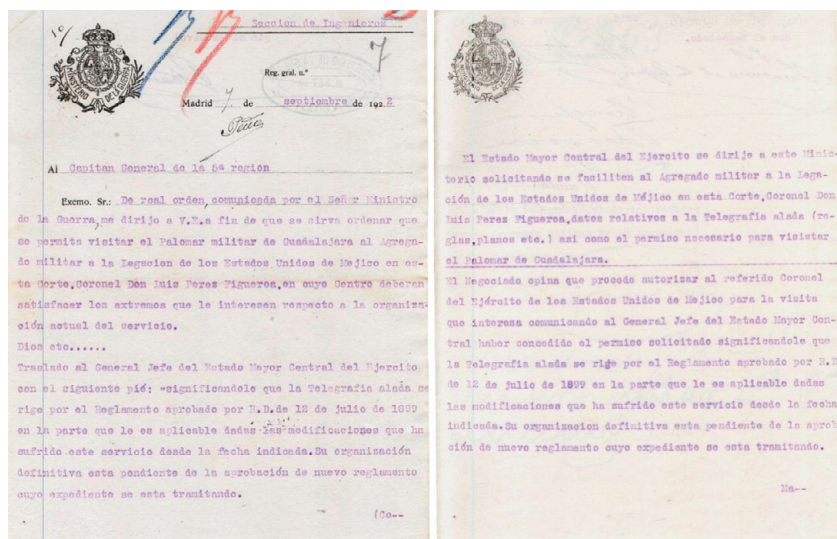 10/
Sección de Ingenieros
7
MINISTERIO DE LA GUERRA
Reg. gral. n.º
Madrid 7 de septiembre de 1922
Al Capitan General de la 5ª región
Exmo. Sr.: De real orden, comunicada por el Señor Ministro
de la Guerra, me dirijo a V.E. a fin de que se sirva ordenar que
se permita visitar el Palomar militar de Guadalajara al Agrega-
do militar a la Legacion de los Estados Unidos de Mejico en es-
ta Corte, Coronel Don Luis Peres Figueroa, en cuyo Centro deberan
satisfacer los extremos que le interesen respecto a la organiza-
ción actual del servicio.
Dios etc......
Traslado al General Jefe del Estado Mayor Central del Ejercito
con el siguiente pié: "significandole que la Telegrafia alada se
rige por el Reglamento aprobado por R.D. de 12 de julio de 1899
en la parte que le es aplicable dadas las modificaciones que ha
sufrido este servicio desde la fecha indicada. Su organización
definitiva esta pendiente de la aprobación de nuevo reglamento
cuyo expediente se esta tramitando.
(Co--
El Estado Mayor Central del Ejercito se dirije a este Minis-
terio solicitando se faciliten al Agregado militar a la Lega-
ción de los Estados Unidos de Méjico en esta Corte, Coronel Don
Luis Peres Figueroa, datos relativos a la Telegrafia alada (re-
glas, planos etc.) asi como el permiso necesario para visistar
el Palomar de Guadalajara.
El Negociado opina que procede autorizar al referido Coronel
del Ejército de los Estados Unidos de Mejico para la visita
que interesa comunicando al General Jefe del Estado Mayor Cen-
tral haber concedido el permiso solicitado significandole que
la Telegrafia alada se rige por el Reglamento aprobado por R.D.
de 12 de julio de 1899 en la parte que le es aplicable dadas
las modificaciones que ha sufrido este servicio desde la fecha
indicada. Su organizacion definitiva esta pendiente de la aprob
ción de nuevo reglamento cuyo expediente se esta tramitando.
Ma--